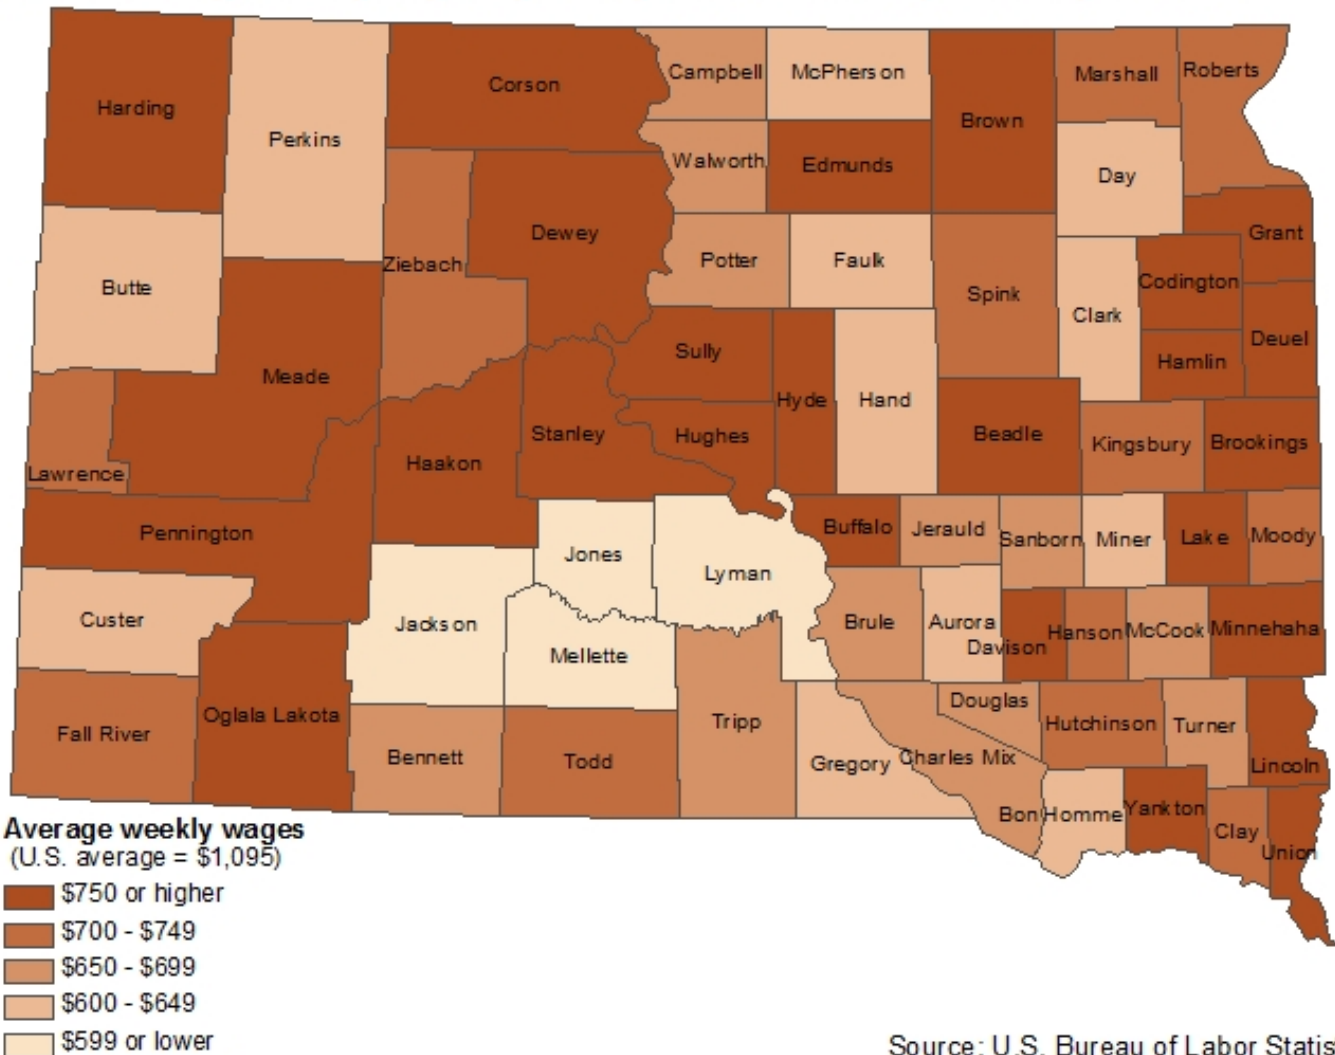 Harding
Perkins
Corson
Campbell
McPherson
Brown
Marshall
Roberts
Walworth
Edmunds
Day
Butte
Ziebach
Dewey
Potter
Faulk
Spink
Clark
Codington
Grant
Meade
Sully
Hyde
Hand
Hamlin
Deuel
Lawrence
Haakon
Stanley
Hughes
Beadle
Kingsbury
Brookings
Pennington
Jones
Lyman
Buffalo
Jerauld
Sanborn
Miner
Lake
Moody
Custer
Jackson
Mellette
Brule
Aurora
Davison
Hanson
McCook
Minnehaha
Fall River
Oglala Lakota
Bennett
Todd
Tripp
Gregory
Charles Mix
Douglas
Hutchinson
Turner
Lincoln
Bon Homme
Yankton
Clay
Union
Average weekly wages
(U.S. average = $1,095)
$750 or higher
$700 - $749
$650 - $699
$600 - $649
$599 or lower
Source: U.S. Bureau of Labor Statis